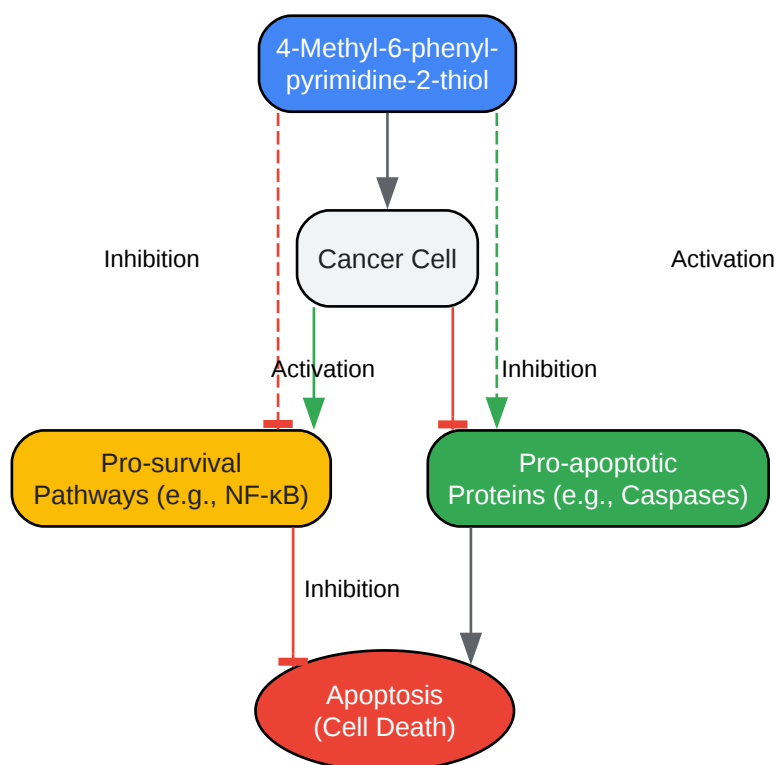 4-Methyl-6-phenyl-
pyrimidine-2-thiol
Cancer Cell
Inhibition
Activation
Activation
Inhibition
Pro-survival
Pathways (e.g., NF-κB)
Pro-apoptotic
Proteins (e.g., Caspases)
Inhibition
Apoptosis
(Cell Death)